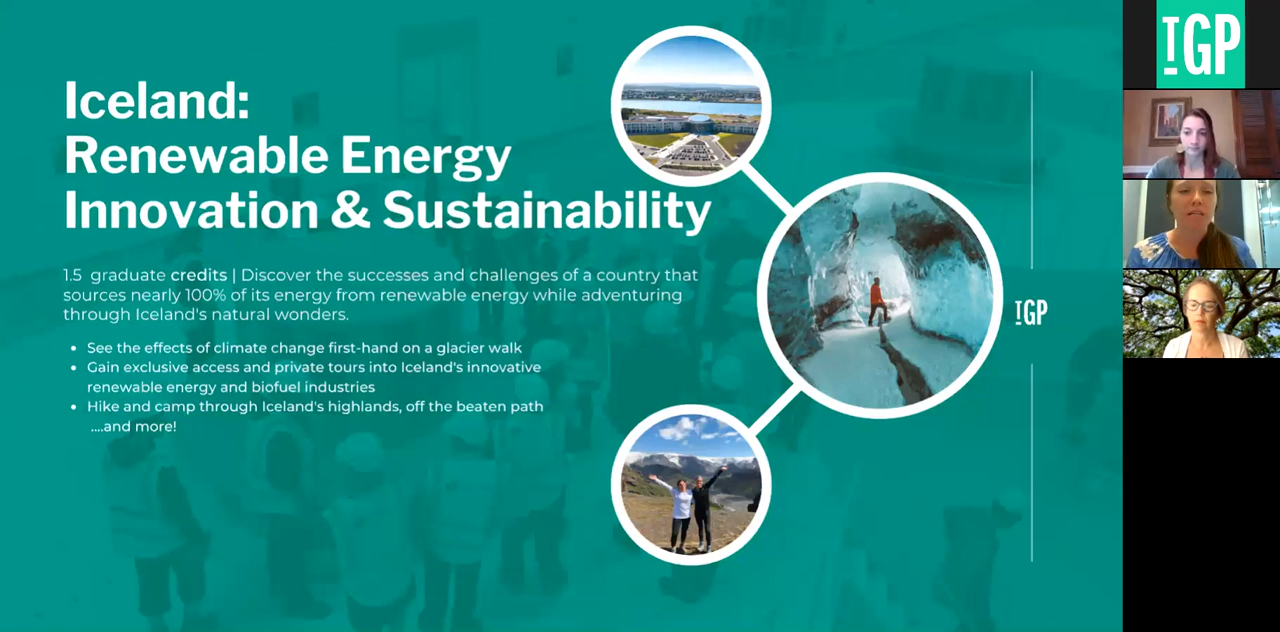 Iceland:
Renewable Energy
Innovation & Sustainability
1.5 graduate credits | Discover the successes and challenges of a country that
sources nearly 100% of its energy from renewable energy while adventuring
through Iceland's natural wonders.
• See the effects of climate change first-hand on a glacier walk
• Gain exclusive access and private tours into Iceland's innovative
renewable energy and biofuel industries
• Hike and camp through Iceland's highlands, off the beaten path
....and more!
TGP
TGP